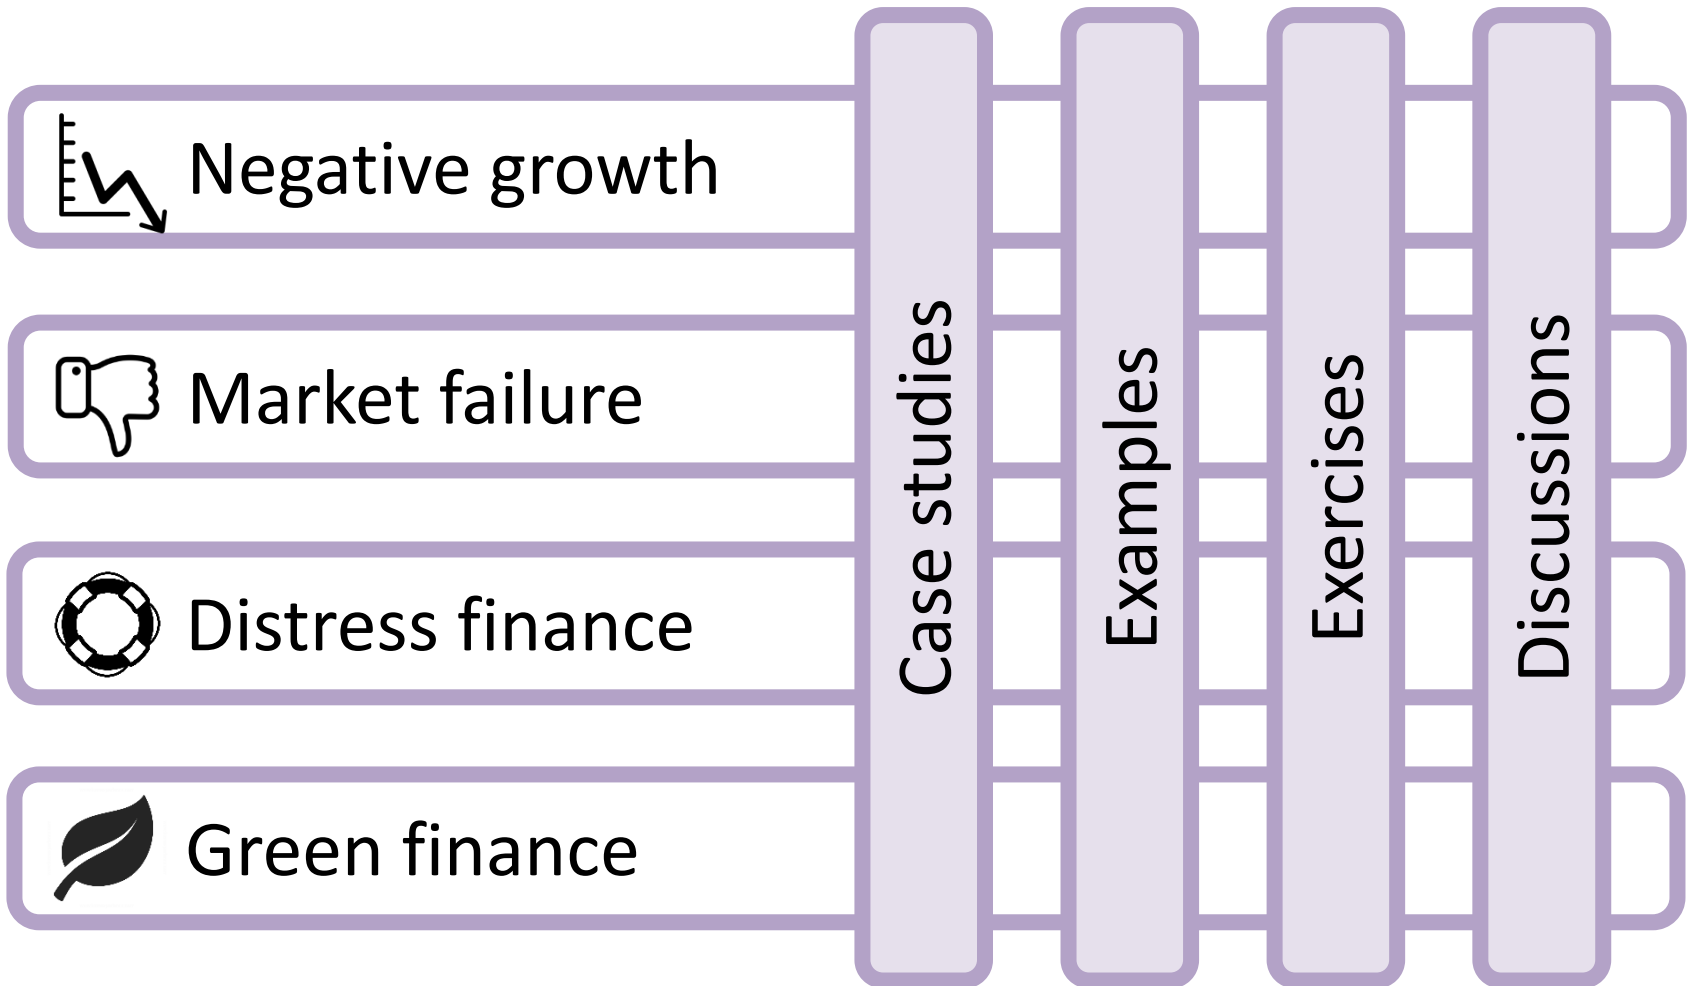 Negative growth
Market failure
Distress finance
Green finance
Case studies
Examples
Exercises
Discussions